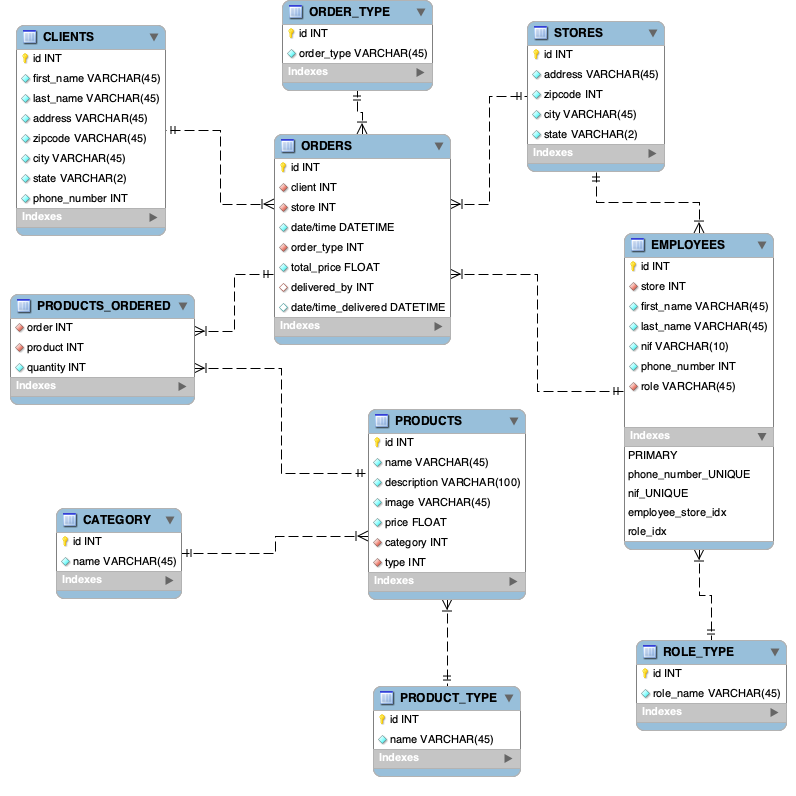 ORDER_TYPE
id INT
order_type VARCHAR(45)
Indexes
CLIENTS
id INT
first_name VARCHAR(45)
last_name VARCHAR(45)
address VARCHAR(45)
zipcode VARCHAR(45)
city VARCHAR(45)
state VARCHAR(2)
phone_number INT
Indexes
STORES
id INT
address VARCHAR(45)
zipcode INT
city VARCHAR(45)
state VARCHAR(2)
Indexes
ORDERS
id INT
client INT
store INT
date/time DATETIME
order_type INT
total_price FLOAT
delivered_by INT
date/time_delivered DATETIME
Indexes
EMPLOYEES
id INT
store INT
first_name VARCHAR(45)
last_name VARCHAR(45)
nif VARCHAR(10)
phone_number INT
role VARCHAR(45)
Indexes
PRIMARY
phone_number_UNIQUE
nif_UNIQUE
employee_store_idx
role_idx
PRODUCTS_ORDERED
order INT
product INT
quantity INT
Indexes
PRODUCTS
id INT
name VARCHAR(45)
description VARCHAR(100)
image VARCHAR(45)
price FLOAT
category INT
type INT
Indexes
CATEGORY
id INT
name VARCHAR(45)
Indexes
ROLE_TYPE
id INT
role_name VARCHAR(45)
Indexes
PRODUCT_TYPE
id INT
name VARCHAR(45)
Indexes